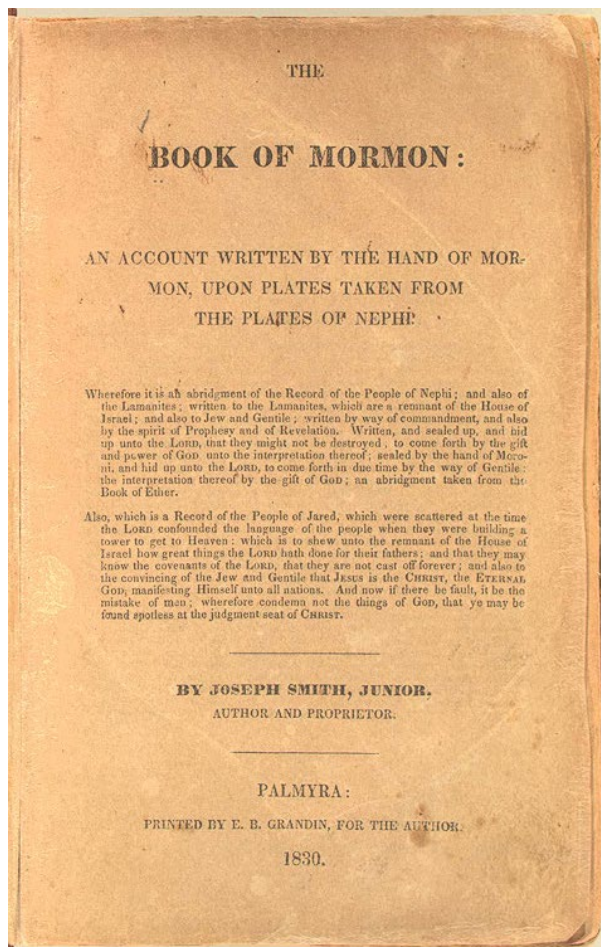 THE
BOOK OF MORMON:
AN ACCOUNT WRITTEN BY THE HAND OF MOR-
MON, UPON PLATES TAKEN FROM
THE PLATES OF NEPHI.
Wherefore it is an abridgment of the Record of the People of Nephi; and also of
the Lamanites; written to the Lamanites, which are a remnant of the House of
Israel; and also to Jew and Gentile; written by way of commandment, and also
by the spirit of Prophesy and of Revelation. Written, and sealed up, and hid
up unto the LORD, that they might not be destroyed; to come forth by the gift
and power of GOD unto the interpretation thereof; sealed by the hand of Moro-
ni, and hid up unto the LORD, to come forth in due time by the way of Gentile;
the interpretation thereof by the gift of GOD; an abridgment taken from the
Book of Ether.
Also, which is a Record of the People of Jared, which were scattered at the time
the LORD confounded the language of the people when they were building a
tower to get to Heaven: which is to shew unto the remnant of the House of
Israel how great things the LORD hath done for their fathers; and that they may
know the covenants of the LORD, that they are not cast off forever; and also to
the convincing of the Jew and Gentile that JESUS is the CHRIST, the ETERNAL
GOD, manifesting Himself unto all nations. And now if there be fault, it be the
mistake of men; wherefore condemn not the things of GOD, that ye may be
found spotless at the judgment seat of CHRIST.
BY JOSEPH SMITH, JUNIOR,
AUTHOR AND PROPRIETOR.
PALMYRA:
PRINTED BY E. B. GRANDIN, FOR THE AUTHOR.
1830.